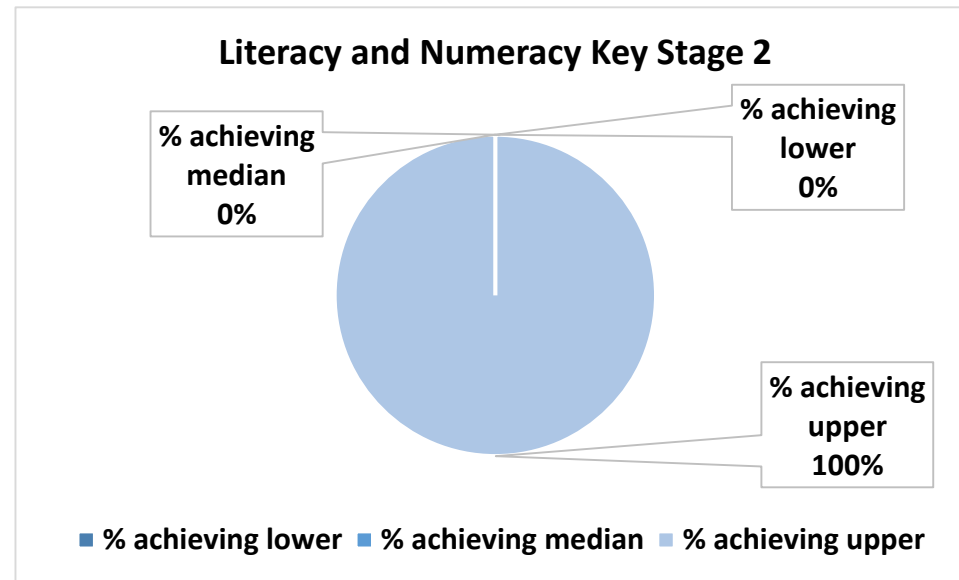 Literacy and Numeracy Key Stage 2
% achieving
median
0%
% achieving
lower
0%
% achieving
upper
100%
% achieving lower % achieving median % achieving upper